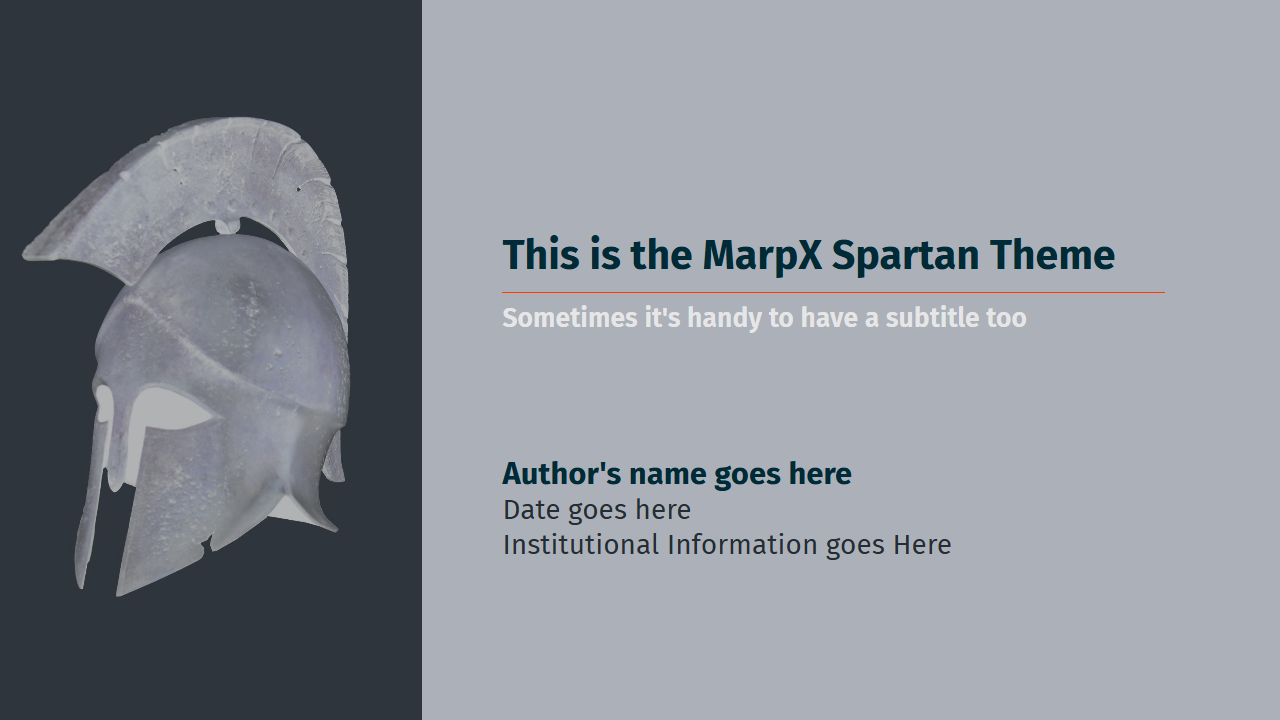 This is the MarpX Spartan Theme
Sometimes it's handy to have a subtitle too
Author's name goes here
Date goes here
Institutional Information goes Here